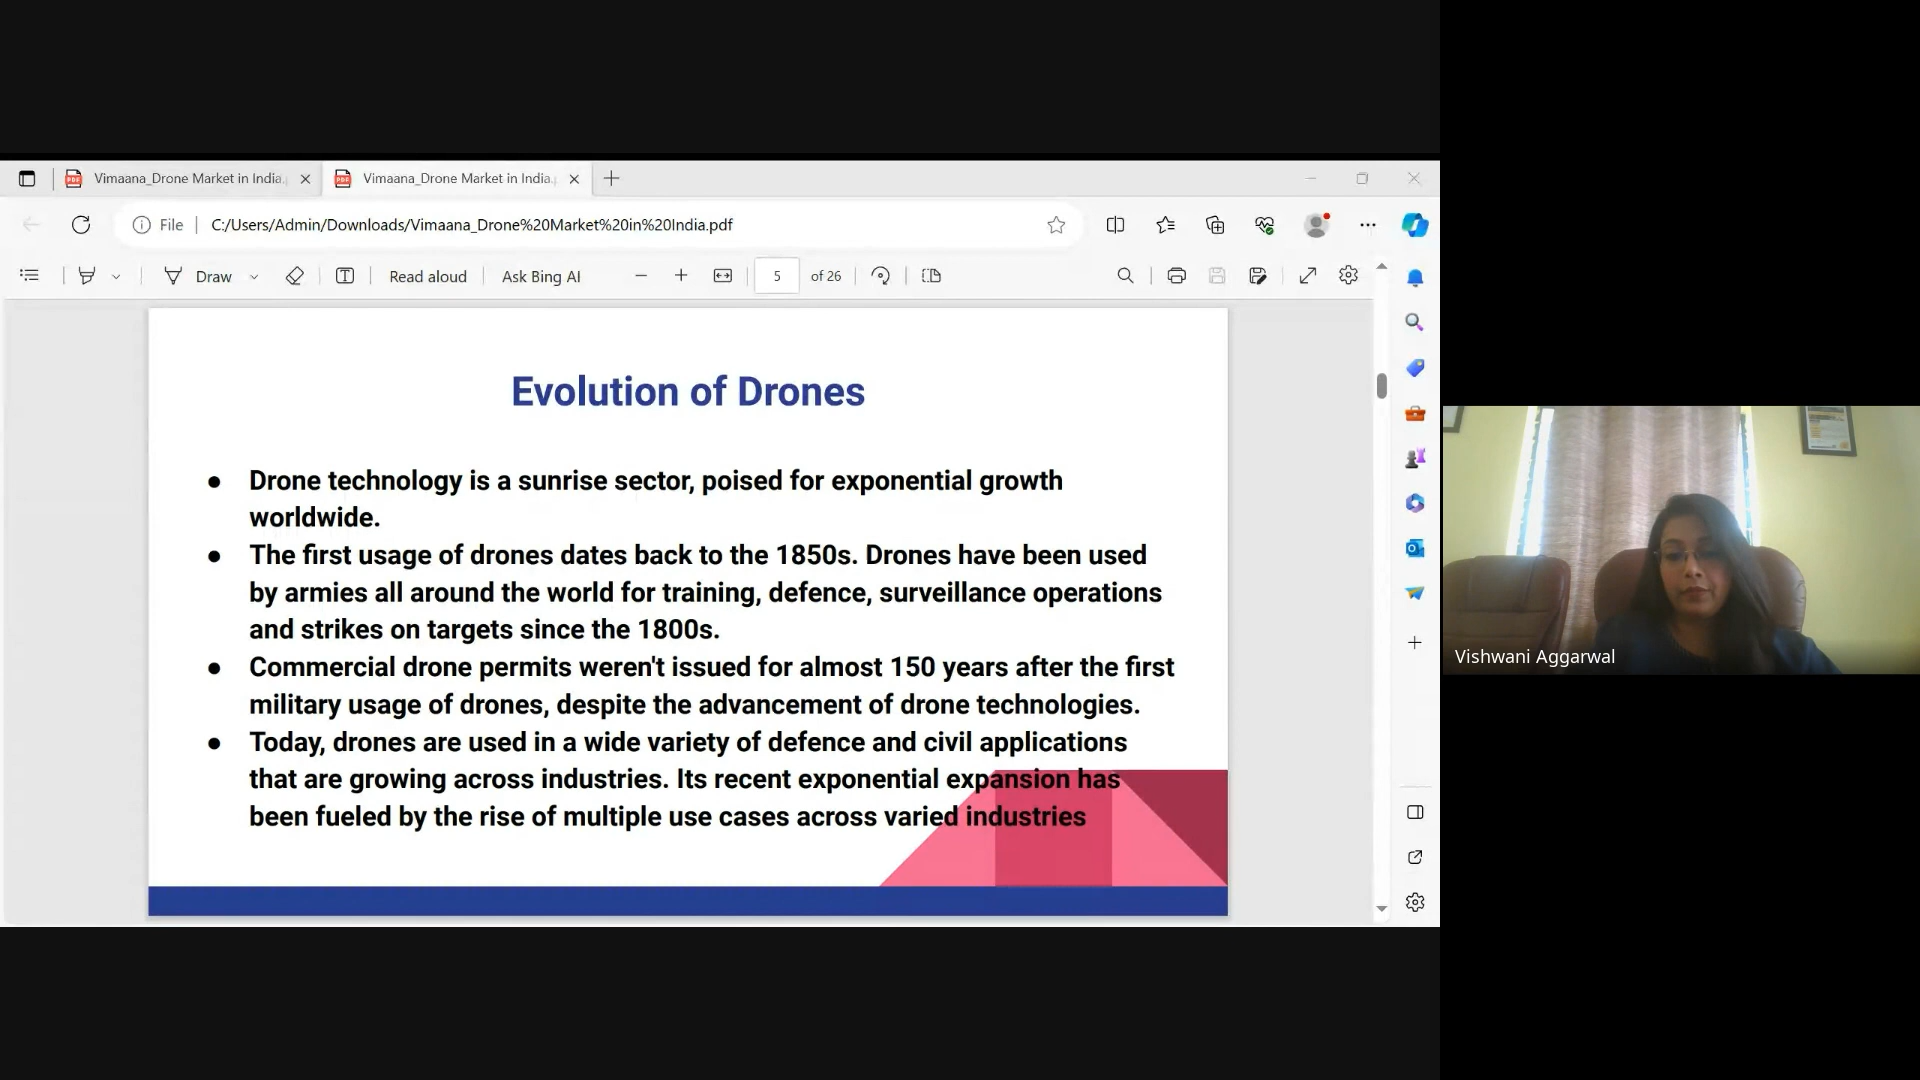 Vimaana_Drone Market in India.
Vimaana_Drone Market in India.
File
C:/Users/Admin/Downloads/Vimaana_Drone%20Market%20in%20India.pdf
Draw
Read aloud
Ask Bing AI
5
of 26
Evolution of Drones
● Drone technology is a sunrise sector, poised for exponential growth
worldwide.
● The first usage of drones dates back to the 1850s. Drones have been used
by armies all around the world for training, defence, surveillance operations
and strikes on targets since the 1800s.
● Commercial drone permits weren't issued for almost 150 years after the first
military usage of drones, despite the advancement of drone technologies.
● Today, drones are used in a wide variety of defence and civil applications
that are growing across industries. Its recent exponential expansion has
been fueled by the rise of multiple use cases across varied industries
Vishwani Aggarwal